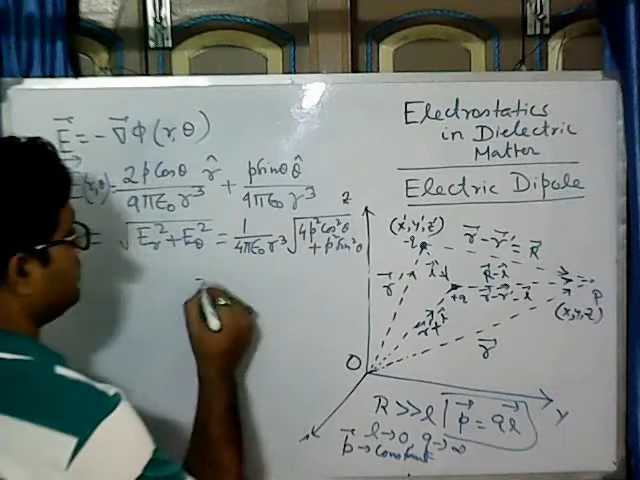 E⃗ = -∇⃗ Φ(r,θ)
E⃗(r,θ) = 2p cosθ/4πε₀r³ r̂ + p sinθ/4πε₀r³ θ̂
= √(E_r² + E_θ²) = 1/4πε₀r³ √(4p²cos²θ + p²sin²θ)
Electrostatics
in Dielectric
Matter
Electric Dipole
z
(x',y',z')
-q
r⃗ - r⃗' = R⃗
r⃗'
l⃗
+q
R⃗-l⃗
r⃗-r⃗'-l⃗
P
(x,y,z)
r⃗'+l⃗
r⃗
O
y
R>>l
p⃗ = ql⃗
l→0, q→∞
p⃗→constant